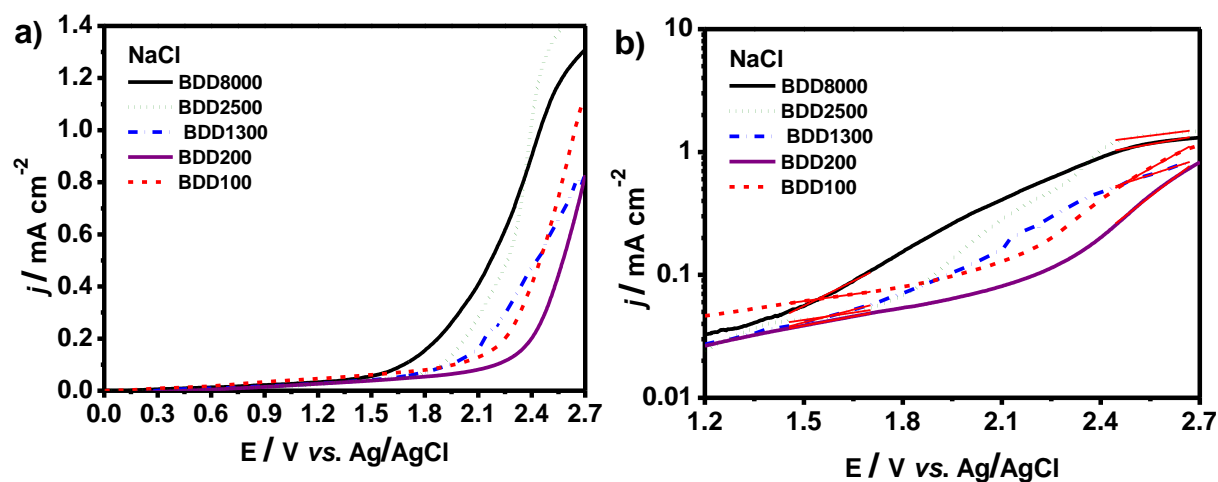 a)
NaCl
BDD8000
BDD2500
BDD1300
BDD200
BDD100
1.4
1.2
1.0
0.8
0.6
0.4
0.2
0.0
j / mA cm⁻²
0.0 0.3 0.6 0.9 1.2 1.5 1.8 2.1 2.4 2.7
E / V vs. Ag/AgCl
b)
NaCl
BDD8000
BDD2500
BDD1300
BDD200
BDD100
10
1
0.1
0.01
j / mA cm⁻²
1.2 1.5 1.8 2.1 2.4 2.7
E / V vs. Ag/AgCl